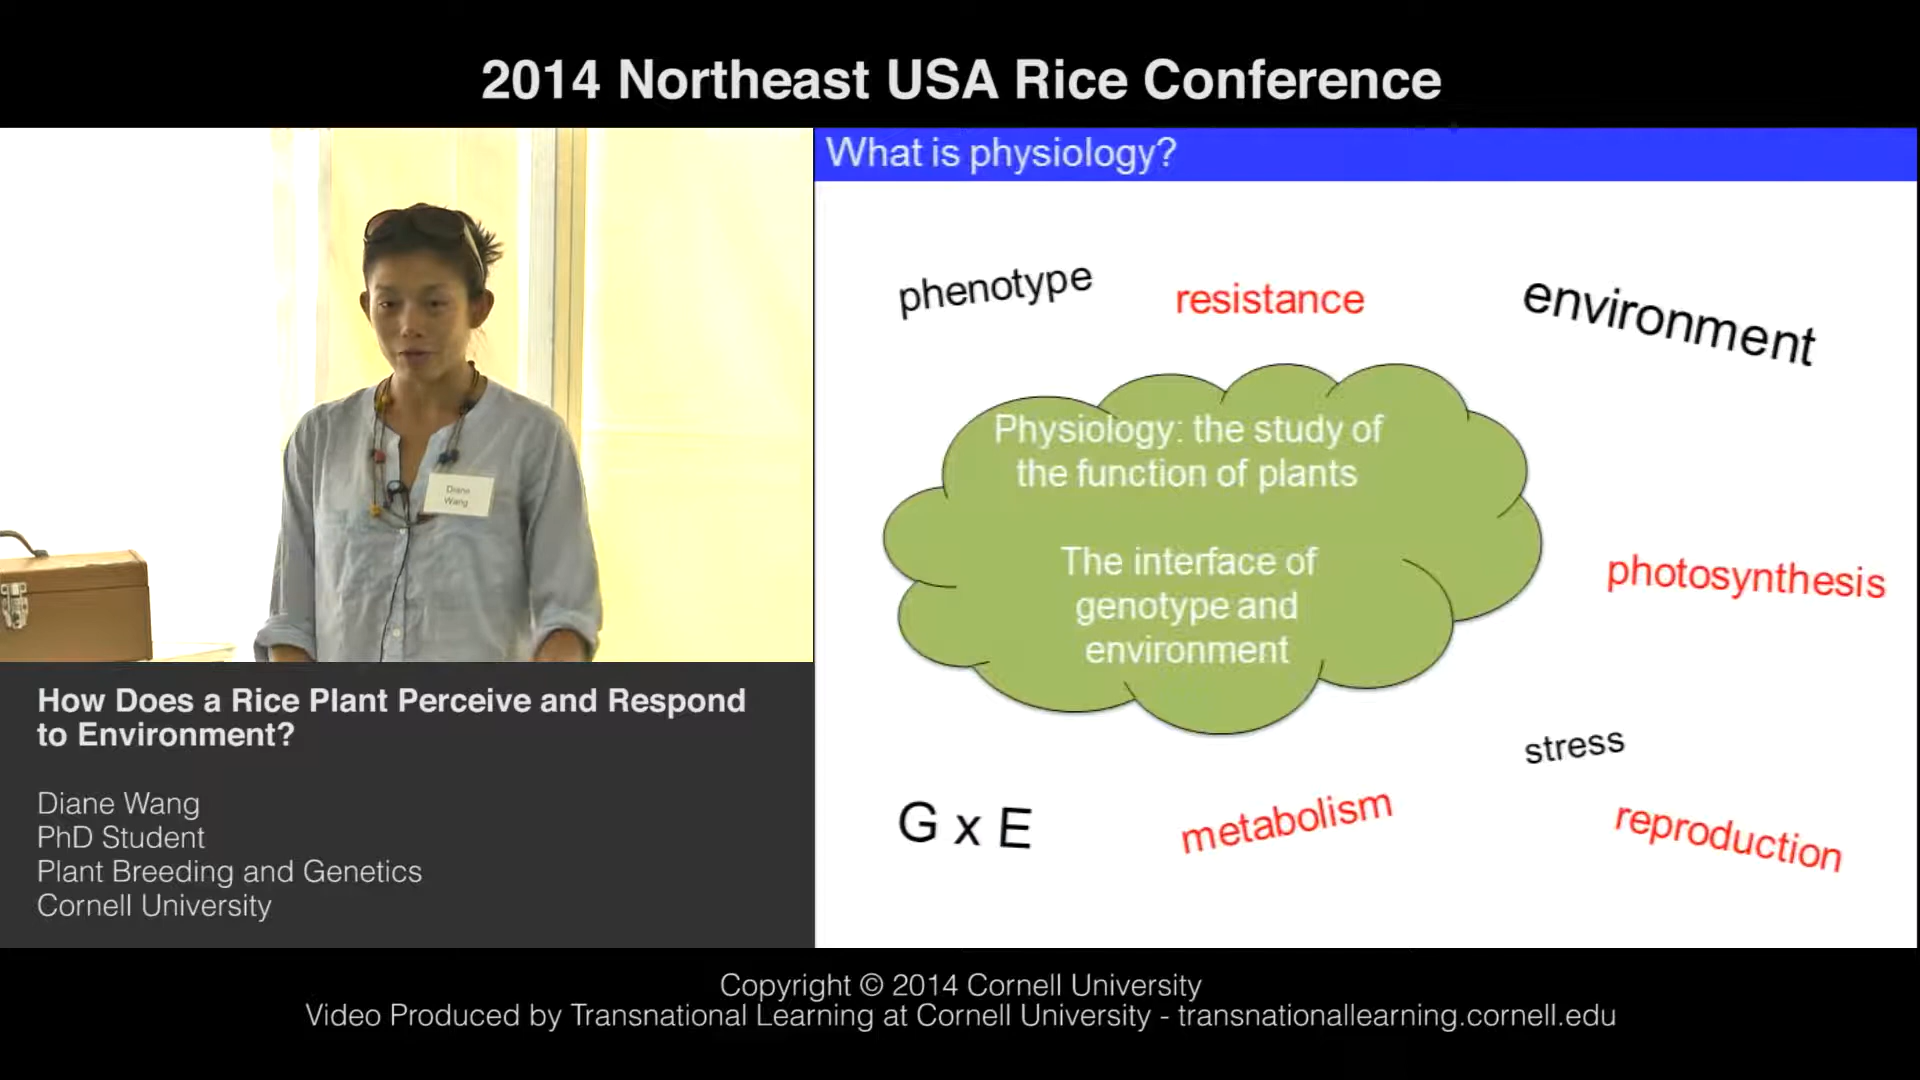 2014 Northeast USA Rice Conference
What is physiology?
phenotype
resistance
environment
Physiology: the study of
the function of plants
The interface of
genotype and
environment
photosynthesis
stress
G x E
metabolism
reproduction
Diane
Wang
How Does a Rice Plant Perceive and Respond
to Environment?
Diane Wang
PhD Student
Plant Breeding and Genetics
Cornell University
Copyright © 2014 Cornell University
Video Produced by Transnational Learning at Cornell University - transnationallearning.cornell.edu